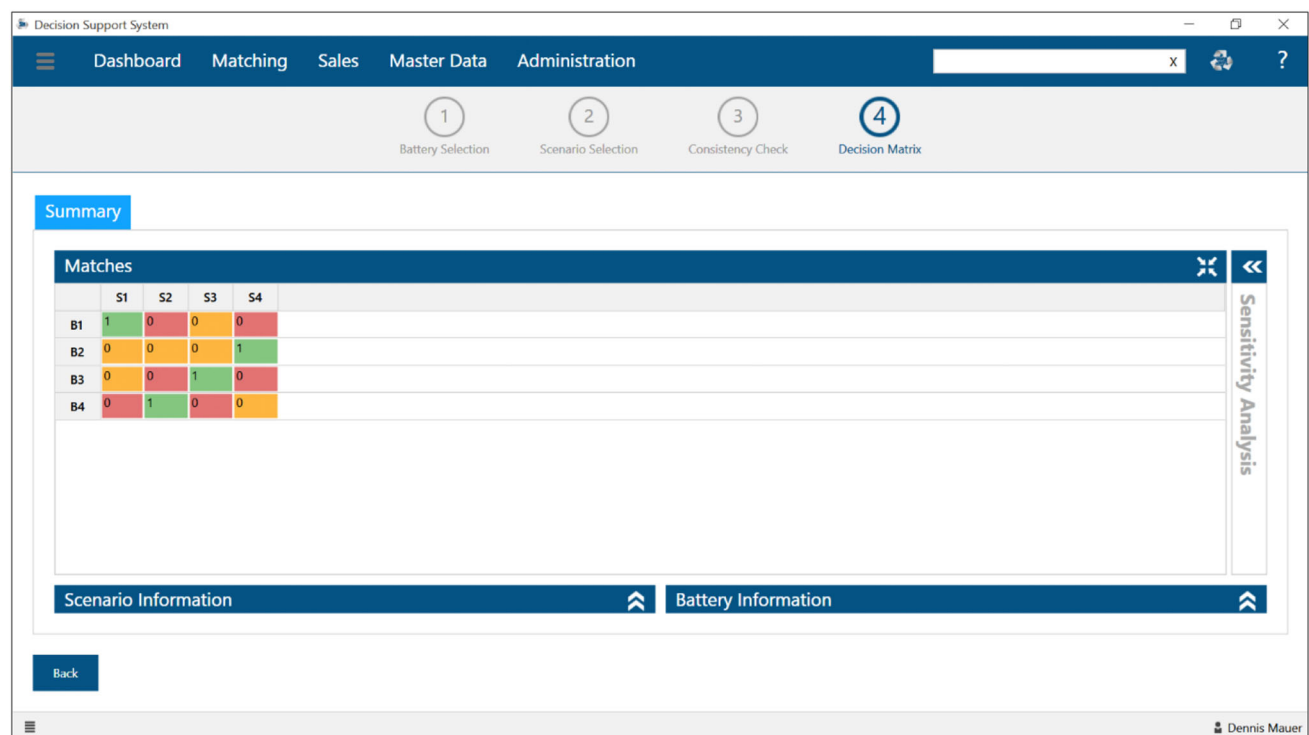 Decision Support System
Dashboard Matching Sales Master Data Administration x ?
1 2 3 4
Battery Selection Scenario Selection Consistency Check Decision Matrix
Summary
Matches
S1 S2 S3 S4
B1 1 0 0 0
B2 0 0 0 1
B3 0 0 1 0
B4 0 1 0 0
Sensitivity Analysis
Scenario Information Battery Information
Back
Dennis Mauer